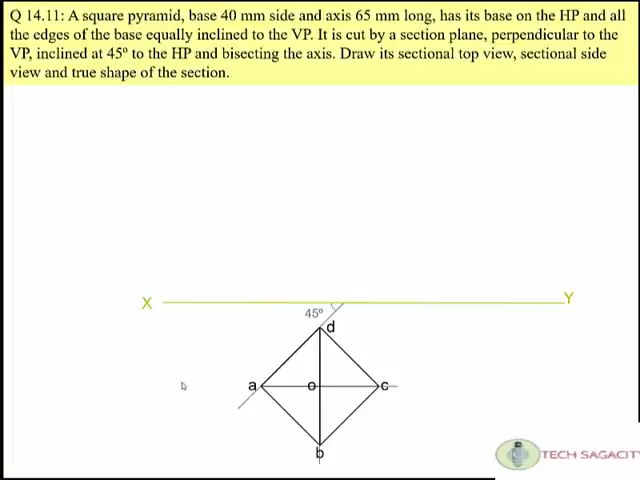 Q 14.11: A square pyramid, base 40 mm side and axis 65 mm long, has its base on the HP and all
the edges of the base equally inclined to the VP. It is cut by a section plane, perpendicular to the
VP, inclined at 45º to the HP and bisecting the axis. Draw its sectional top view, sectional side
view and true shape of the section.
X
Y
45º
d
a
o
c
b
TECH SAGACITY